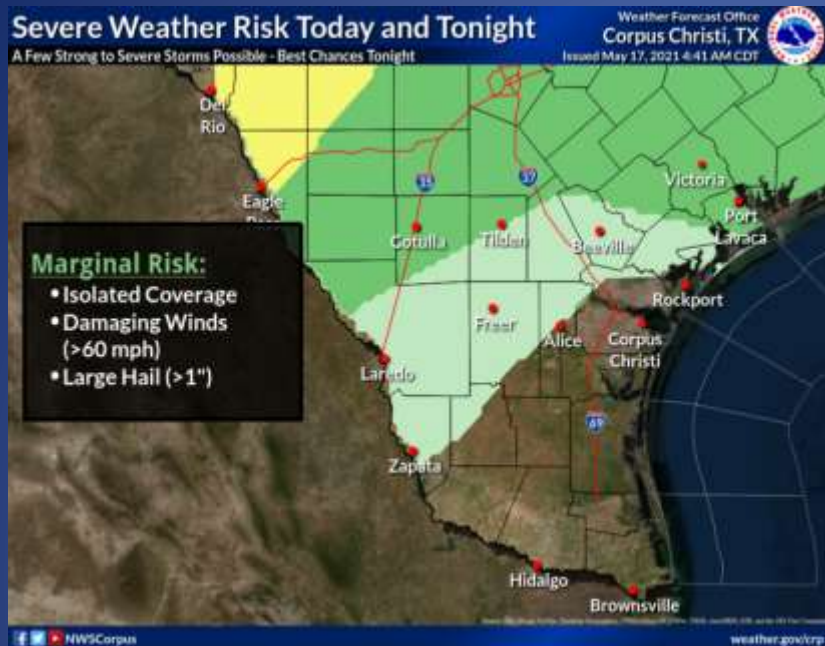 Severe Weather Risk Today and Tonight
A Few Strong to Severe Storms Possible - Best Chances Tonight
Weather Forecast Office
Corpus Christi, TX
Issued May 17, 2021 4:41 AM CDT
Del
Rio
Eagle
35
37
Victoria
Port
Lavaca
Cotulla
Tilden
Beeville
Marginal Risk:
• Isolated Coverage
• Damaging Winds
(>60 mph)
• Large Hail (>1")
Rockport
Freer
Alice
Corpus
Christi
Laredo
69
Zapata
Hidalgo
Brownsville
NWSCorpus
weather.gov/crp